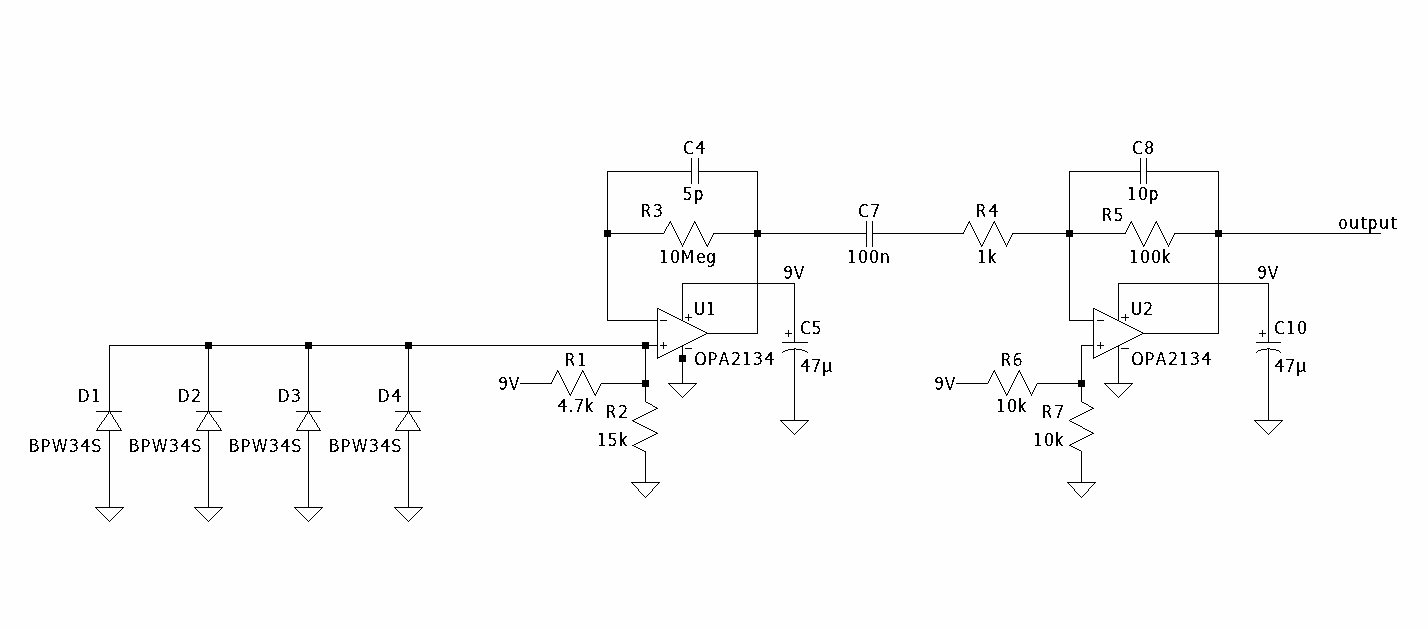 C4
5p
R3
10Meg
C7
100n
R4
1k
C8
10p
R5
100k
output
9V
U1
+
−
+
−
OPA2134
+
C5
47µ
9V
U2
+
−
+
−
OPA2134
+
C10
47µ
D1
BPW34S
D2
BPW34S
D3
BPW34S
D4
BPW34S
9V
R1
4.7k
R2
15k
9V
R6
10k
R7
10k